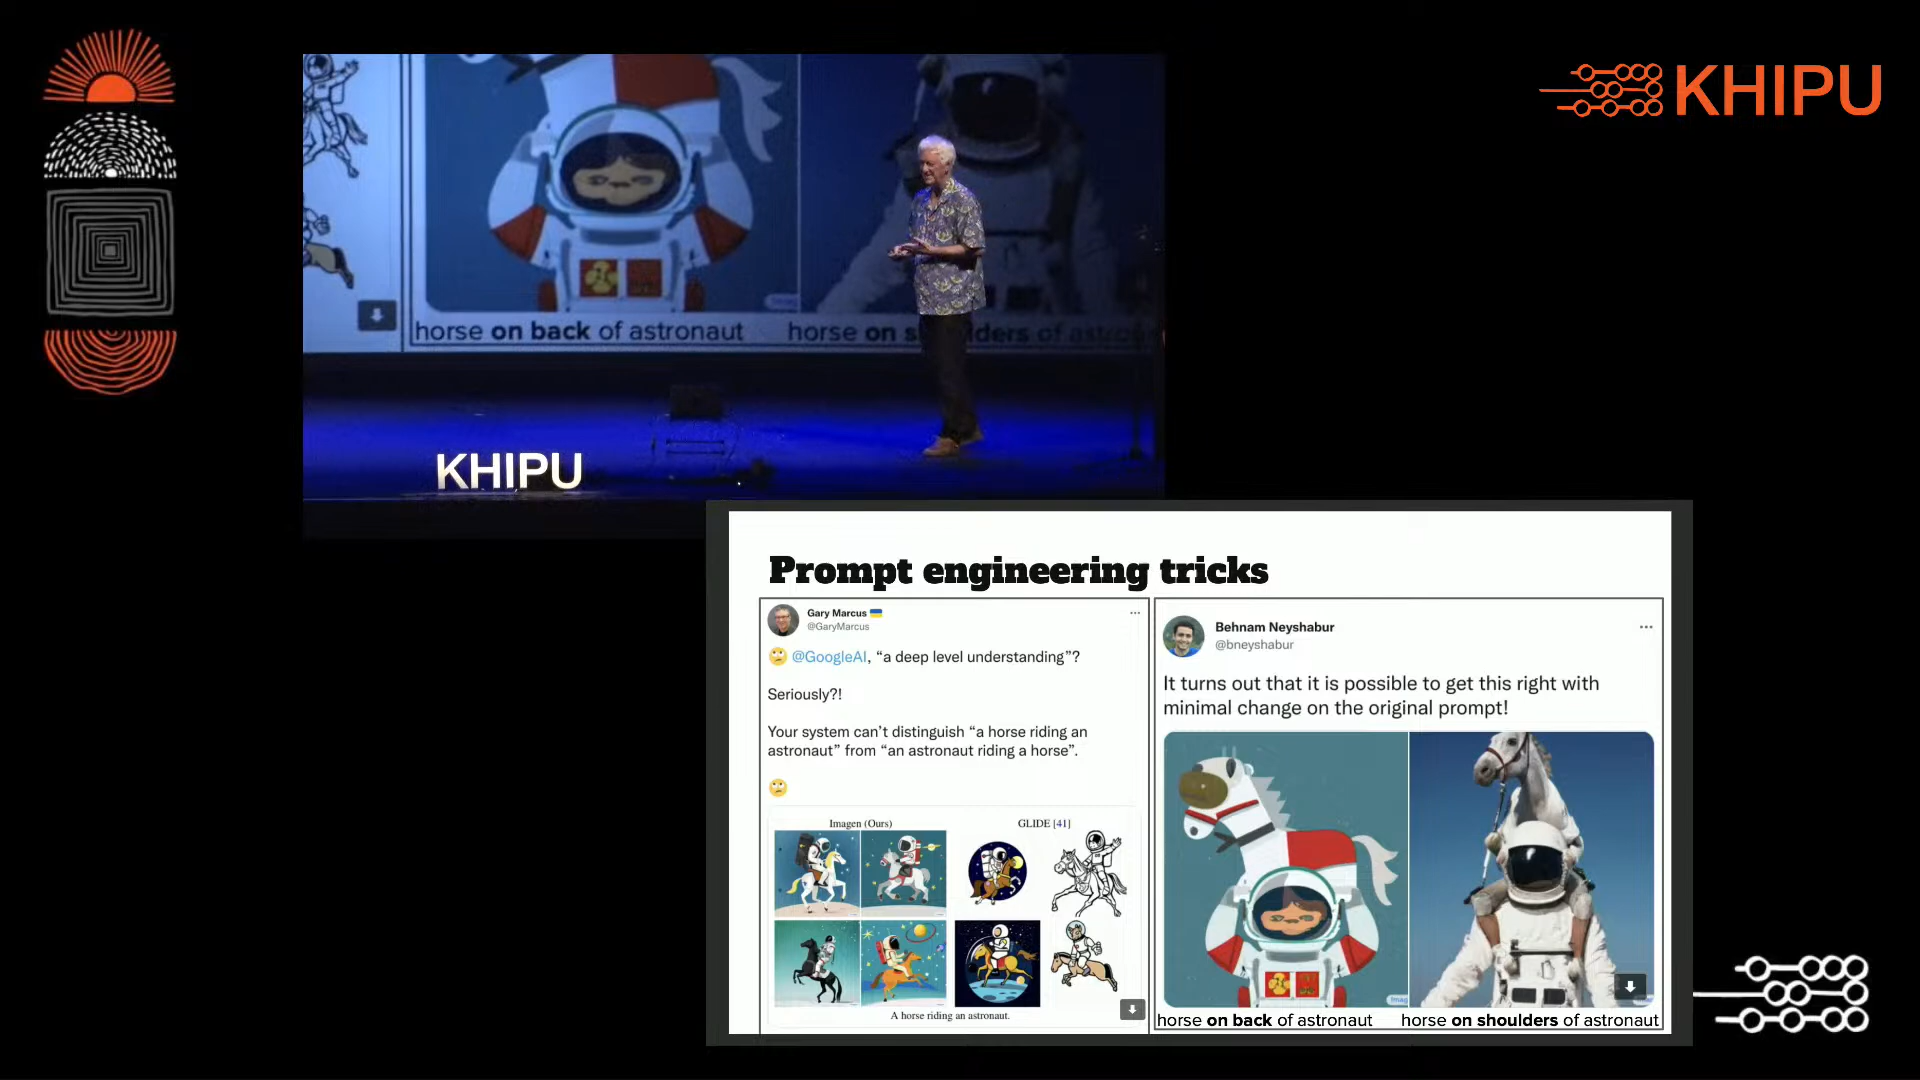 KHIPU
horse on back of astronaut
horse on shoulders of
KHIPU
Prompt engineering tricks
Gary Marcus 🇺🇦
@GaryMarcus
🙄 @GoogleAI, “a deep level understanding”?
Seriously?!
Your system can’t distinguish “a horse riding an
astronaut” from “an astronaut riding a horse”.
🙄
Imagen (Ours)
GLIDE [41]
A horse riding an astronaut.
Behnam Neyshabur
@bneyshabur
It turns out that it is possible to get this right with
minimal change on the original prompt!
horse on back of astronaut
horse on shoulders of astronaut